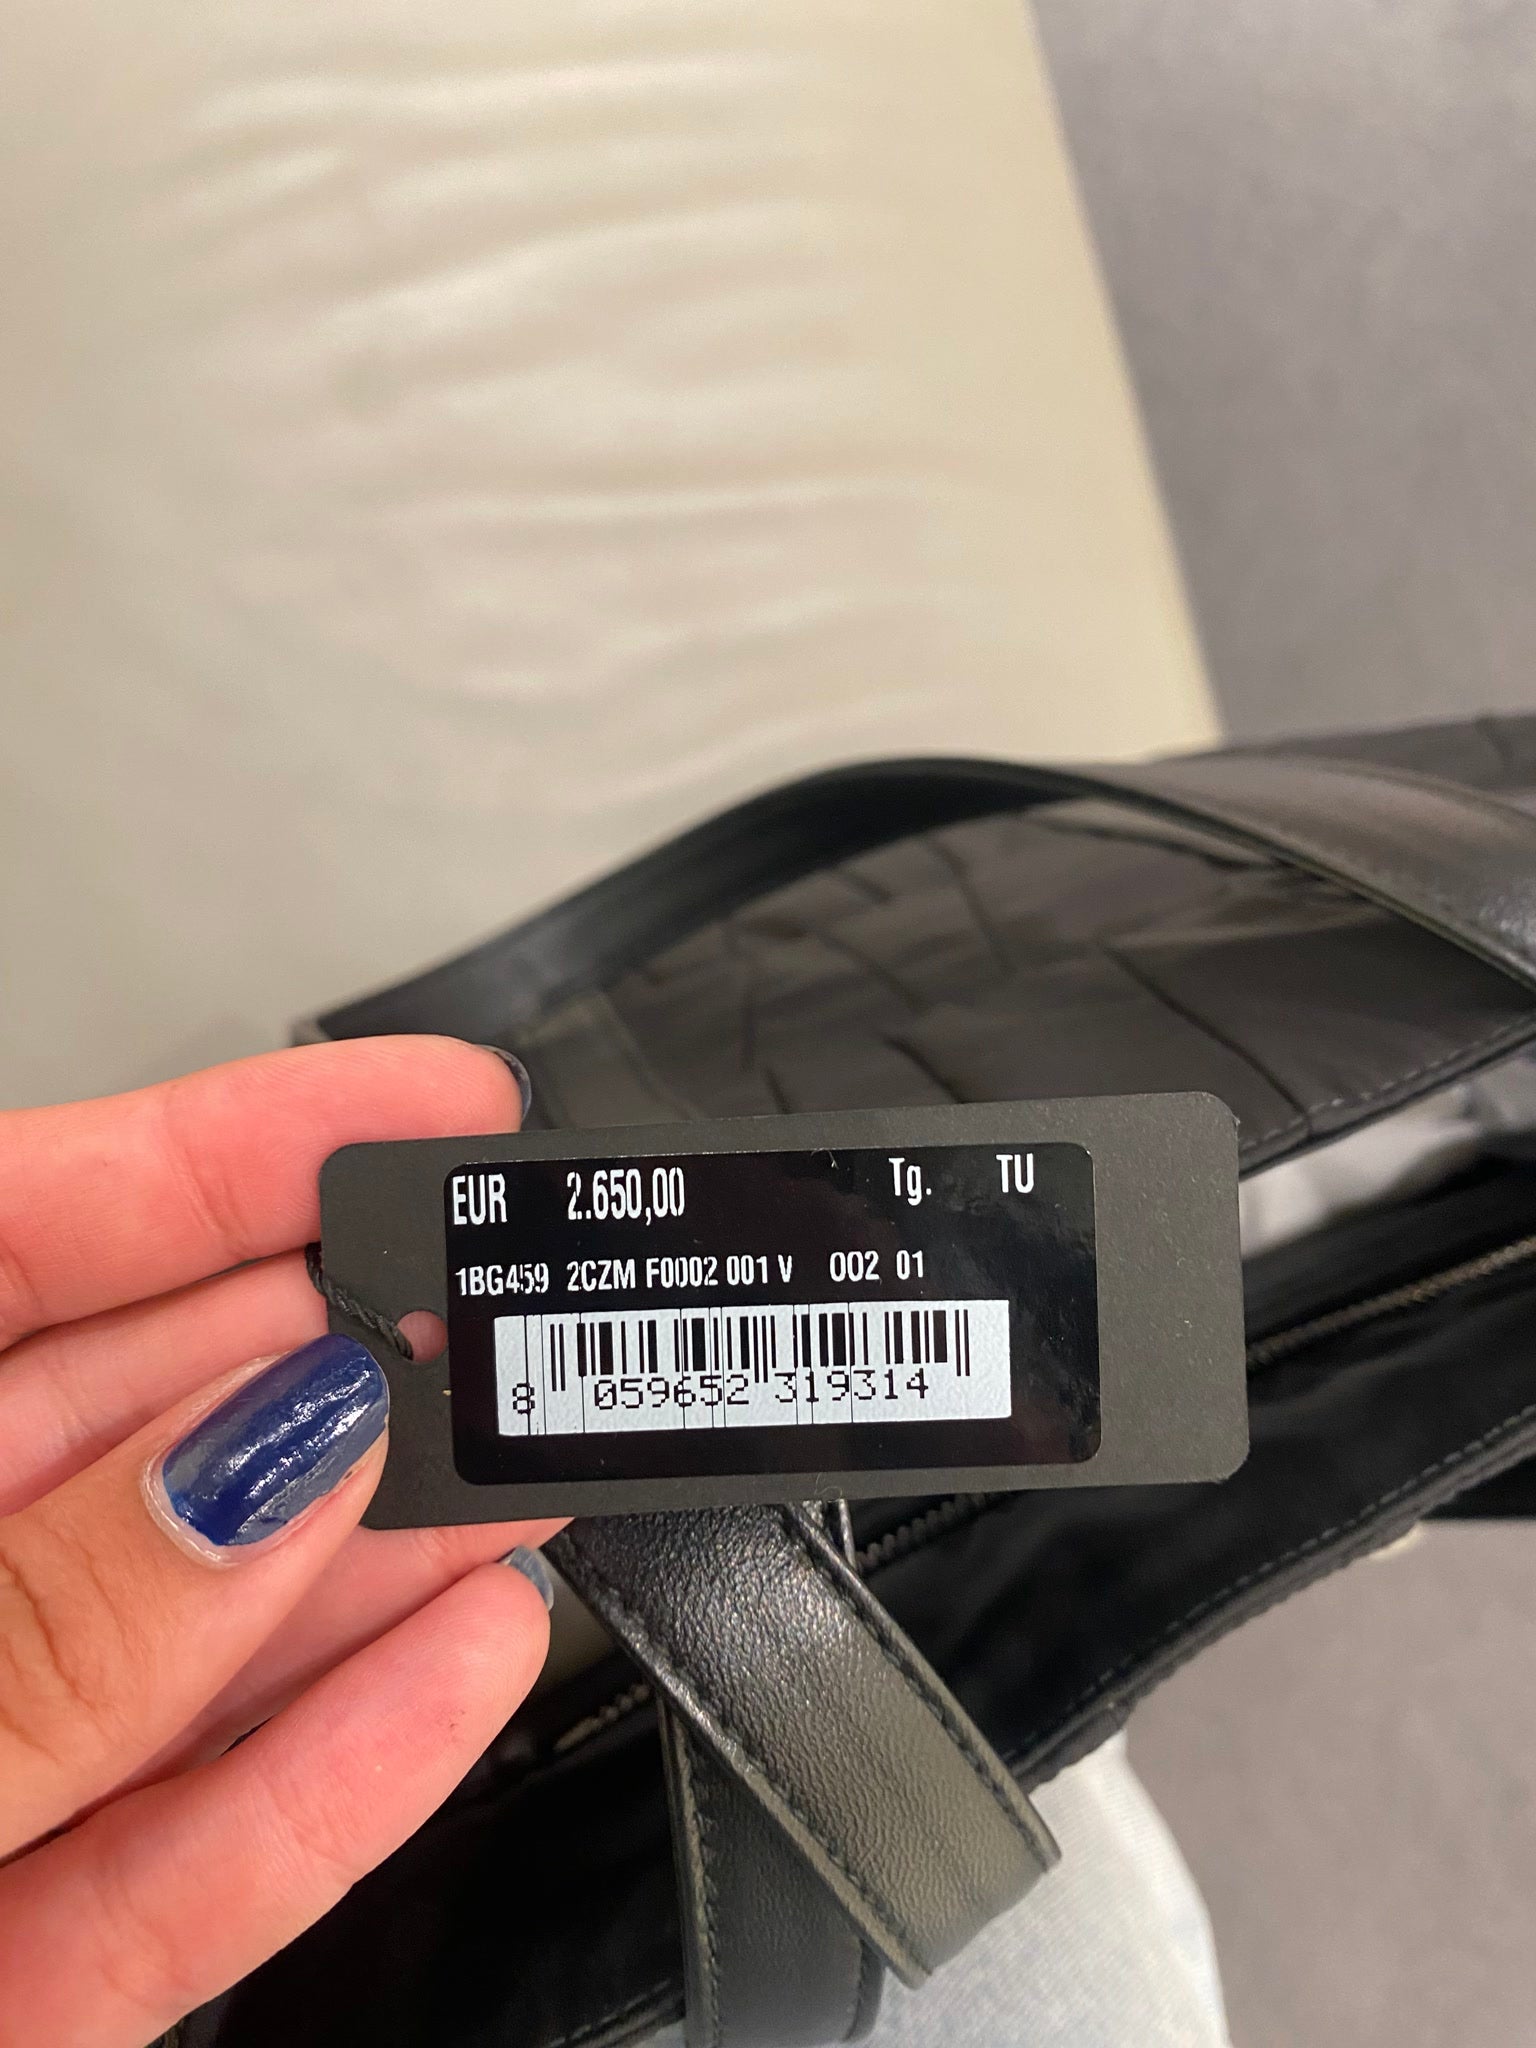 EUR 2.650,00 Tg. TU
1BG459 2CZM F0002 001 V 002 01
8 059652 319314